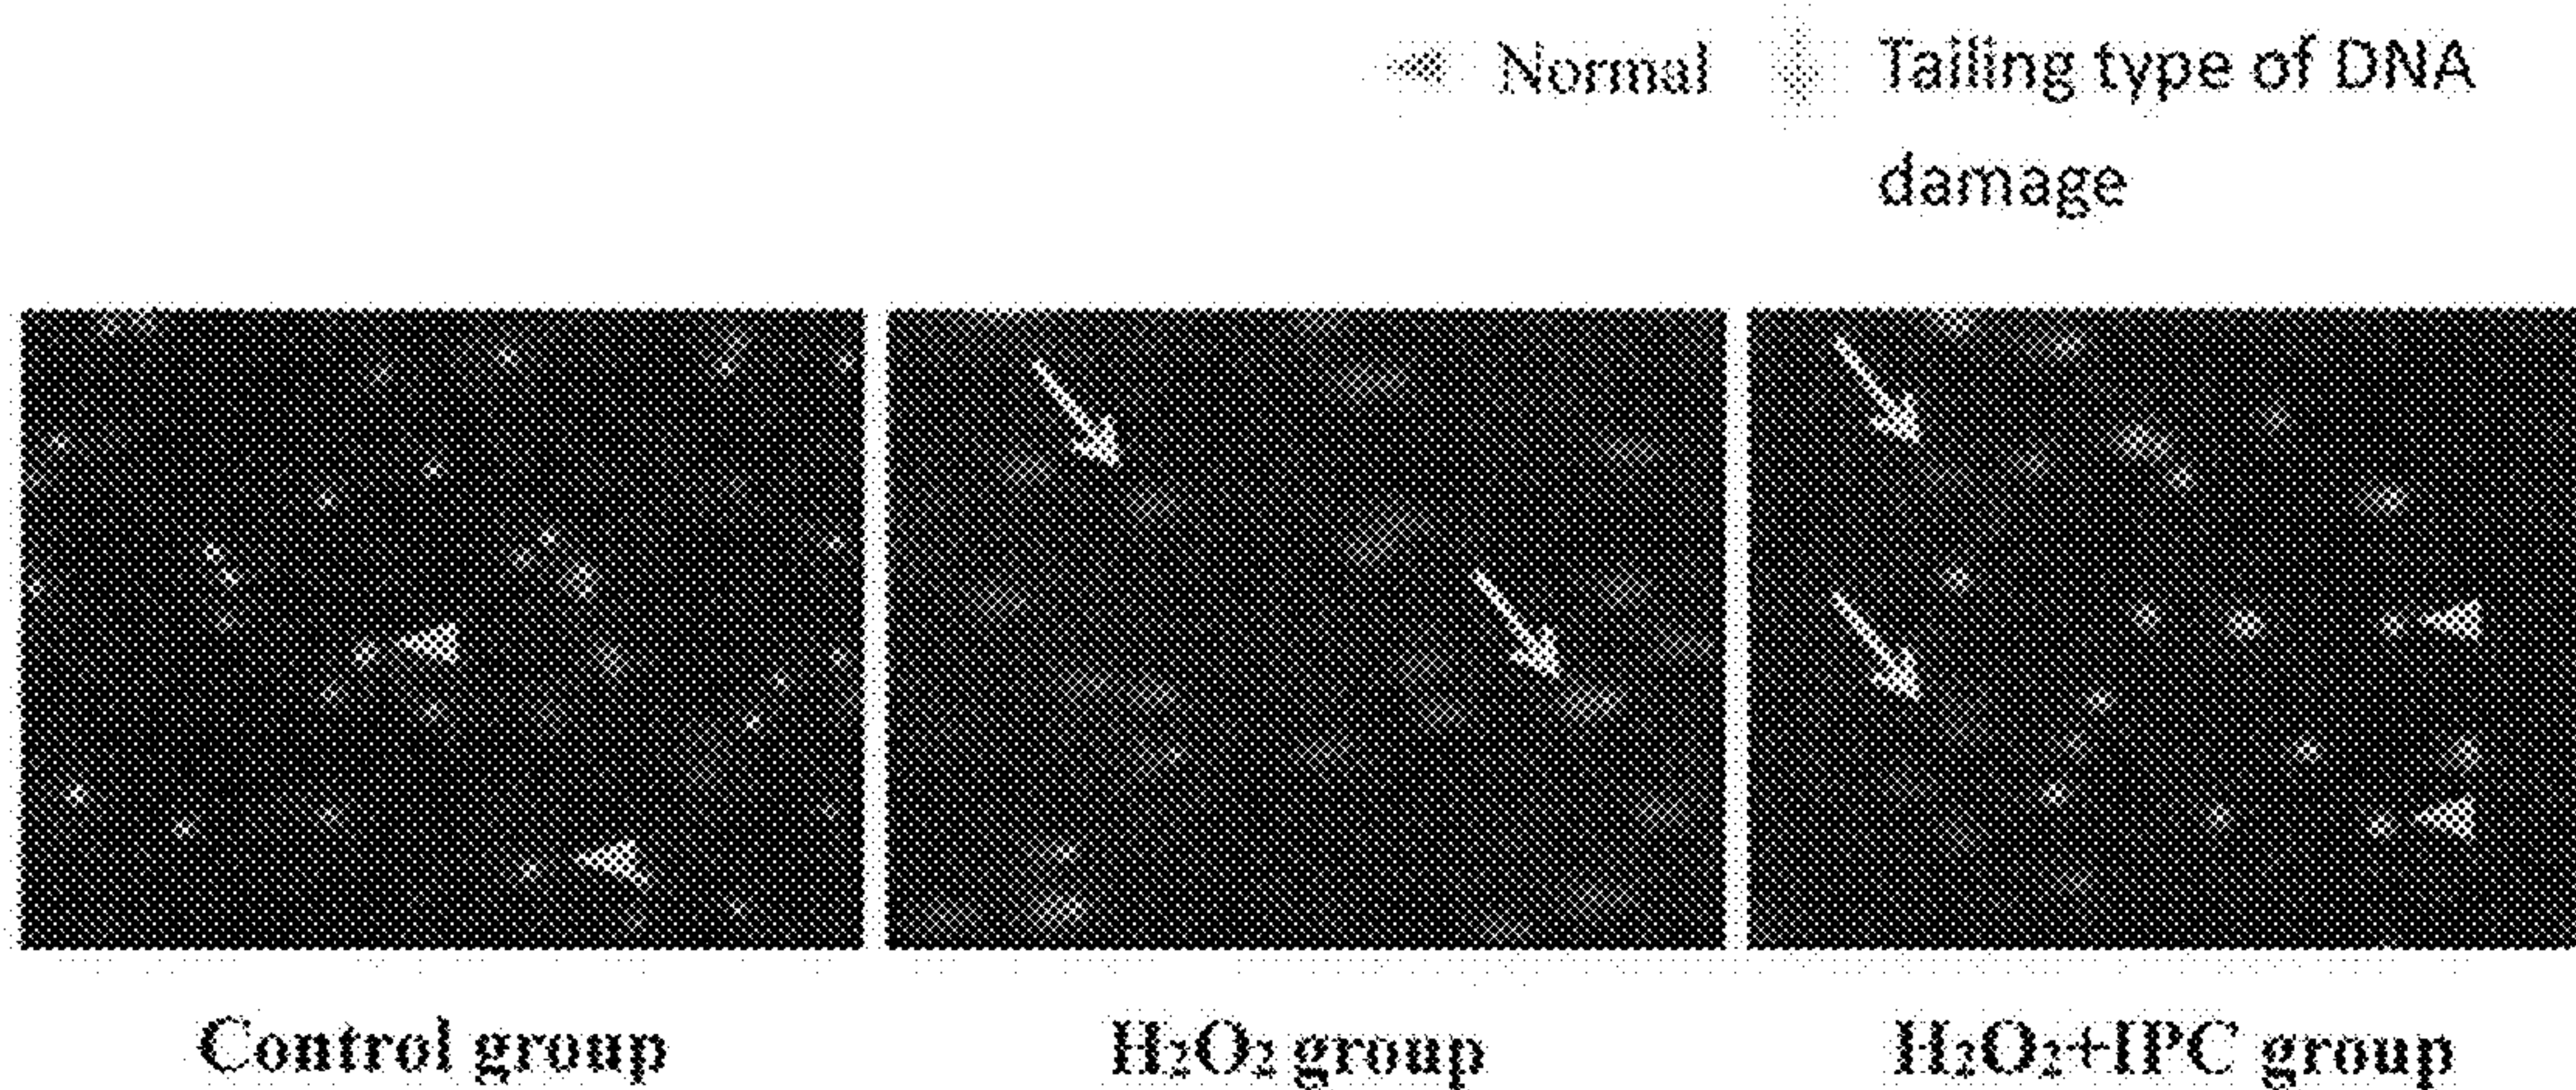 Normal
Tailing type of DNA
damage
Control group
H₂O₂ group
H₂O₂+IPC group